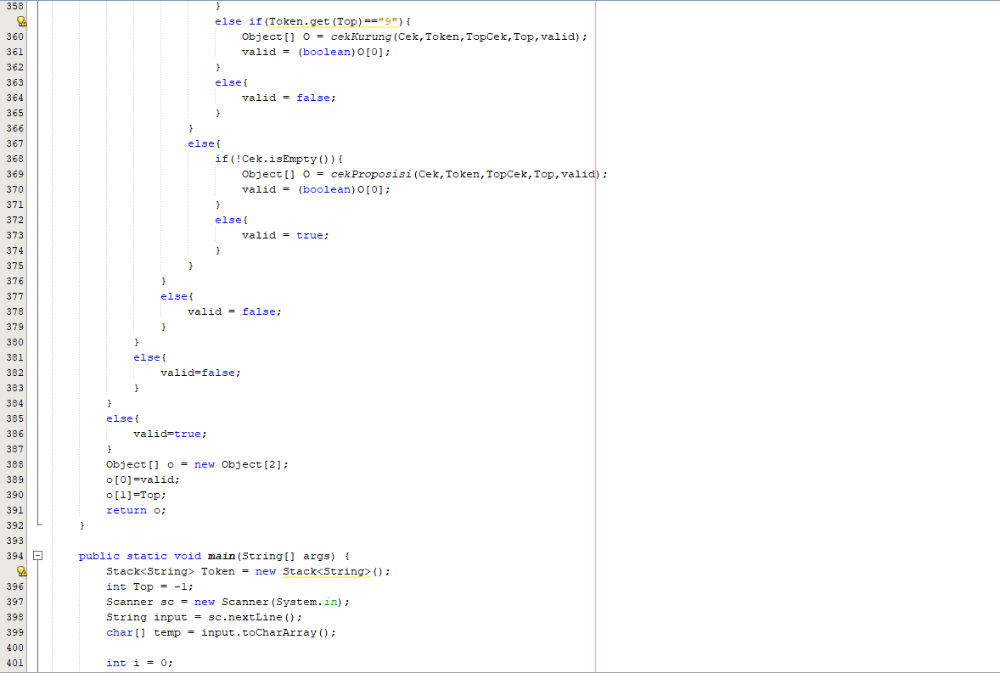 358 }
else if(Token.get(Top)=="9"){
360 Object[] O = cekKurung(Cek,Token,TopCek,Top,valid);
361 valid = (boolean)O[0];
362 }
363 else{
364 valid = false;
365 }
366 }
367 else{
368 if(!Cek.isEmpty()){
369 Object[] O = cekProposisi(Cek,Token,TopCek,Top,valid);
370 valid = (boolean)O[0];
371 }
372 else{
373 valid = true;
374 }
375 }
376 }
377 else{
378 valid = false;
379 }
380 }
381 else{
382 valid=false;
383 }
384 }
385 else{
386 valid=true;
387 }
388 Object[] o = new Object[2];
389 o[0]=valid;
390 o[1]=Top;
391 return o;
392 }
393
394 public static void main(String[] args) {
Stack<String> Token = new Stack<String>();
396 int Top = -1;
397 Scanner sc = new Scanner(System.in);
398 String input = sc.nextLine();
399 char[] temp = input.toCharArray();
400
401 int i = 0;